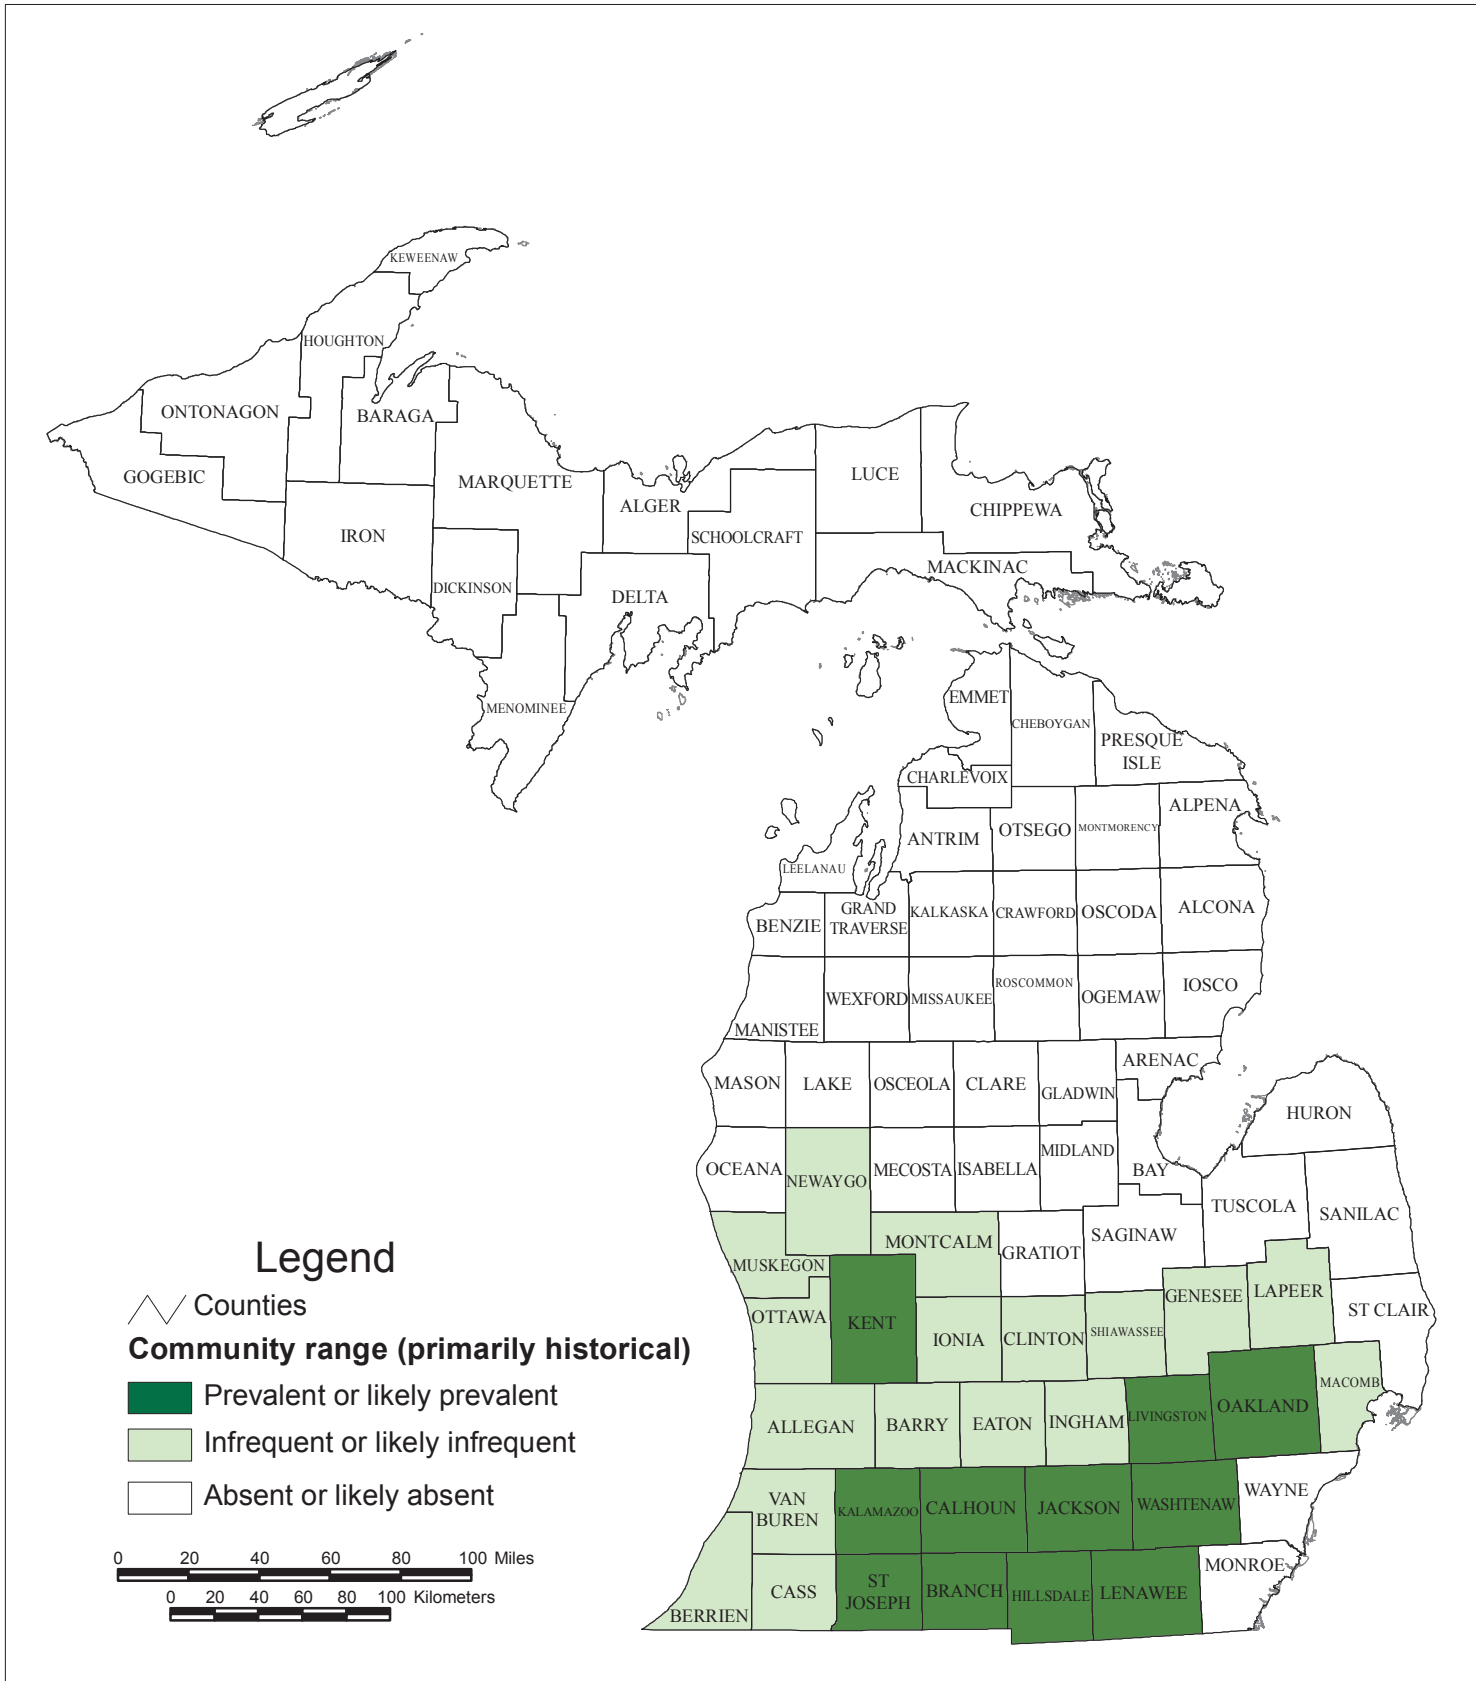 KEWEENAW
HOUGHTON
ONTONAGON
BARAGA
GOGEBIC
MARQUETTE
LUCE
ALGER
CHIPPEWA
IRON
SCHOOLCRAFT
MACKINAC
DICKINSON
DELTA
EMMET
MENOMINEE
CHEBOYGAN
PRESQUE
ISLE
CHARLEVOIX
ALPENA
ANTRIM
OTSEGO
MONTMORENCY
LEELANAU
BENZIE
GRAND
TRAVERSE
KALKASKA
CRAWFORD
OSCODA
ALCONA
MANISTEE
WEXFORD
MISSAUKEE
ROSCOMMON
OGEMAW
IOSCO
ARENAC
MASON
LAKE
OSCEOLA
CLARE
GLADWIN
HURON
OCEANA
NEWAYGO
MECOSTA
ISABELLA
MIDLAND
BAY
TUSCOLA
SANILAC
MUSKEGON
MONTCALM
GRATIOT
SAGINAW
GENESEE
LAPEER
ST CLAIR
OTTAWA
KENT
IONIA
CLINTON
SHIAWASSEE
ALLEGAN
BARRY
EATON
INGHAM
LIVINGSTON
OAKLAND
MACOMB
VAN
BUREN
KALAMAZOO
CALHOUN
JACKSON
WASHTENAW
WAYNE
BERRIEN
CASS
ST
JOSEPH
BRANCH
HILLSDALE
LENAWEE
MONROE
Legend
Counties
Community range (primarily historical)
Prevalent or likely prevalent
Infrequent or likely infrequent
Absent or likely absent
0 20 40 60 80 100 Miles
0 20 40 60 80 100 Kilometers